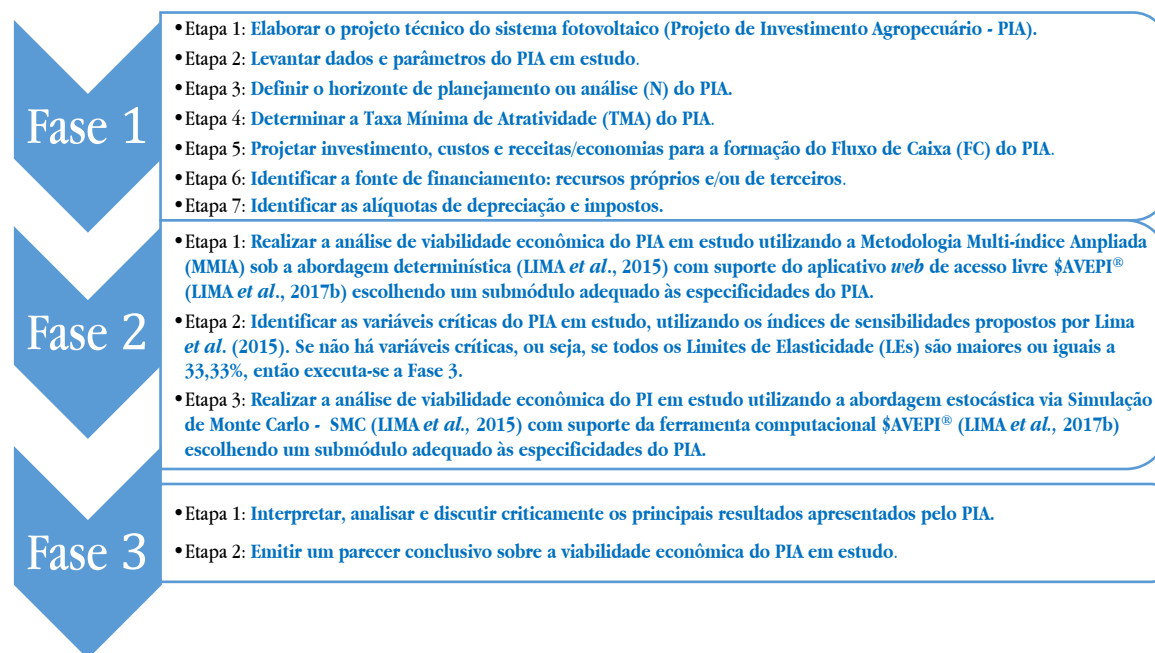 Fase 1
•Etapa 1: Elaborar o projeto técnico do sistema fotovoltaico (Projeto de Investimento Agropecuário - PIA).
•Etapa 2: Levantar dados e parâmetros do PIA em estudo.
•Etapa 3: Definir o horizonte de planejamento ou análise (N) do PIA.
•Etapa 4: Determinar a Taxa Mínima de Atratividade (TMA) do PIA.
•Etapa 5: Projetar investimento, custos e receitas/economias para a formação do Fluxo de Caixa (FC) do PIA.
•Etapa 6: Identificar a fonte de financiamento: recursos próprios e/ou de terceiros.
•Etapa 7: Identificar as alíquotas de depreciação e impostos.
Fase 2
•Etapa 1: Realizar a análise de viabilidade econômica do PIA em estudo utilizando a Metodologia Multi-índice Ampliada
(MMIA) sob a abordagem determinística (LIMA et al., 2015) com suporte do aplicativo web de acesso livre $AVEPI®
(LIMA et al., 2017b) escolhendo um submódulo adequado às especificidades do PIA.
•Etapa 2: Identificar as variáveis críticas do PIA em estudo, utilizando os índices de sensibilidades propostos por Lima
et al. (2015). Se não há variáveis críticas, ou seja, se todos os Limites de Elasticidade (LEs) são maiores ou iguais a
33,33%, então executa-se a Fase 3.
•Etapa 3: Realizar a análise de viabilidade econômica do PI em estudo utilizando a abordagem estocástica via Simulação
de Monte Carlo - SMC (LIMA et al., 2015) com suporte da ferramenta computacional $AVEPI® (LIMA et al., 2017b)
escolhendo um submódulo adequado às especificidades do PIA.
Fase 3
•Etapa 1: Interpretar, analisar e discutir criticamente os principais resultados apresentados pelo PIA.
•Etapa 2: Emitir um parecer conclusivo sobre a viabilidade econômica do PIA em estudo.